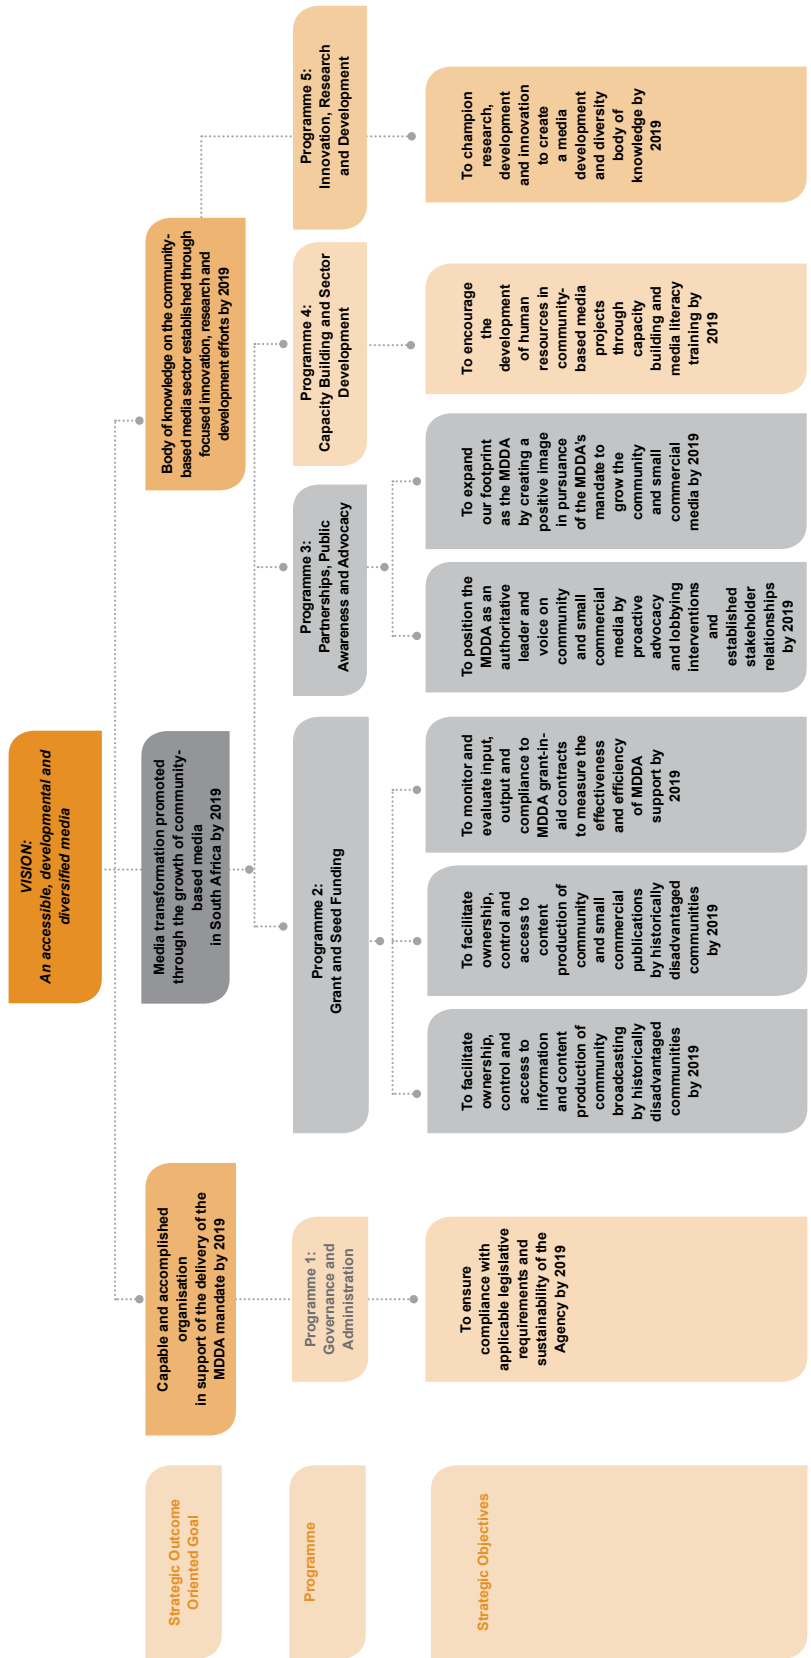 VISION:
An accessible, developmental and
diversified media
Strategic Outcome
Oriented Goal
Capable and accomplished
organisation
in support of the delivery of the
MDDA mandate by 2019
Media transformation promoted
through the growth of community-
based media
in South Africa by 2019
Body of knowledge on the community-
based media sector established through
focused innovation, research and
development efforts by 2019
Programme
Programme 1:
Governance and
Administration
Programme 2:
Grant and Seed Funding
Programme 3:
Partnerships, Public
Awareness and Advocacy
Programme 4:
Capacity Building and Sector
Development
Programme 5:
Innovation, Research
and Development
Strategic Objectives
To ensure
compliance with
applicable legislative
requirements and
sustainability of the
Agency by 2019
To facilitate
ownership,
control and
access to
information
and content
production of
community
broadcasting
by historically
disadvantaged
communities
by 2019
To facilitate
ownership,
control and
access to
content
production of
community
and small
commercial
publications
by historically
disadvantaged
communities
by 2019
To monitor and
evaluate input,
output and
compliance to
MDDA grant-in-
aid contracts
to measure the
effectiveness
and efficiency
of MDDA
support by
2019
To position the
MDDA as an
authoritative
leader and
voice on
community
and small
commercial
media by
proactive
advocacy
and lobbying
interventions
and
established
stakeholder
relationships
by 2019
To expand
our footprint
as the MDDA
by creating a
positive image
in pursuance
of the MDDA's
mandate to
grow the
community
and small
commercial
media by 2019
To encourage
the
development
of human
resources in
community-
based media
projects
through
capacity
building and
media literacy
training by
2019
To champion
research,
development
and innovation
to create
a media
development
and diversity
body of
knowledge by
2019